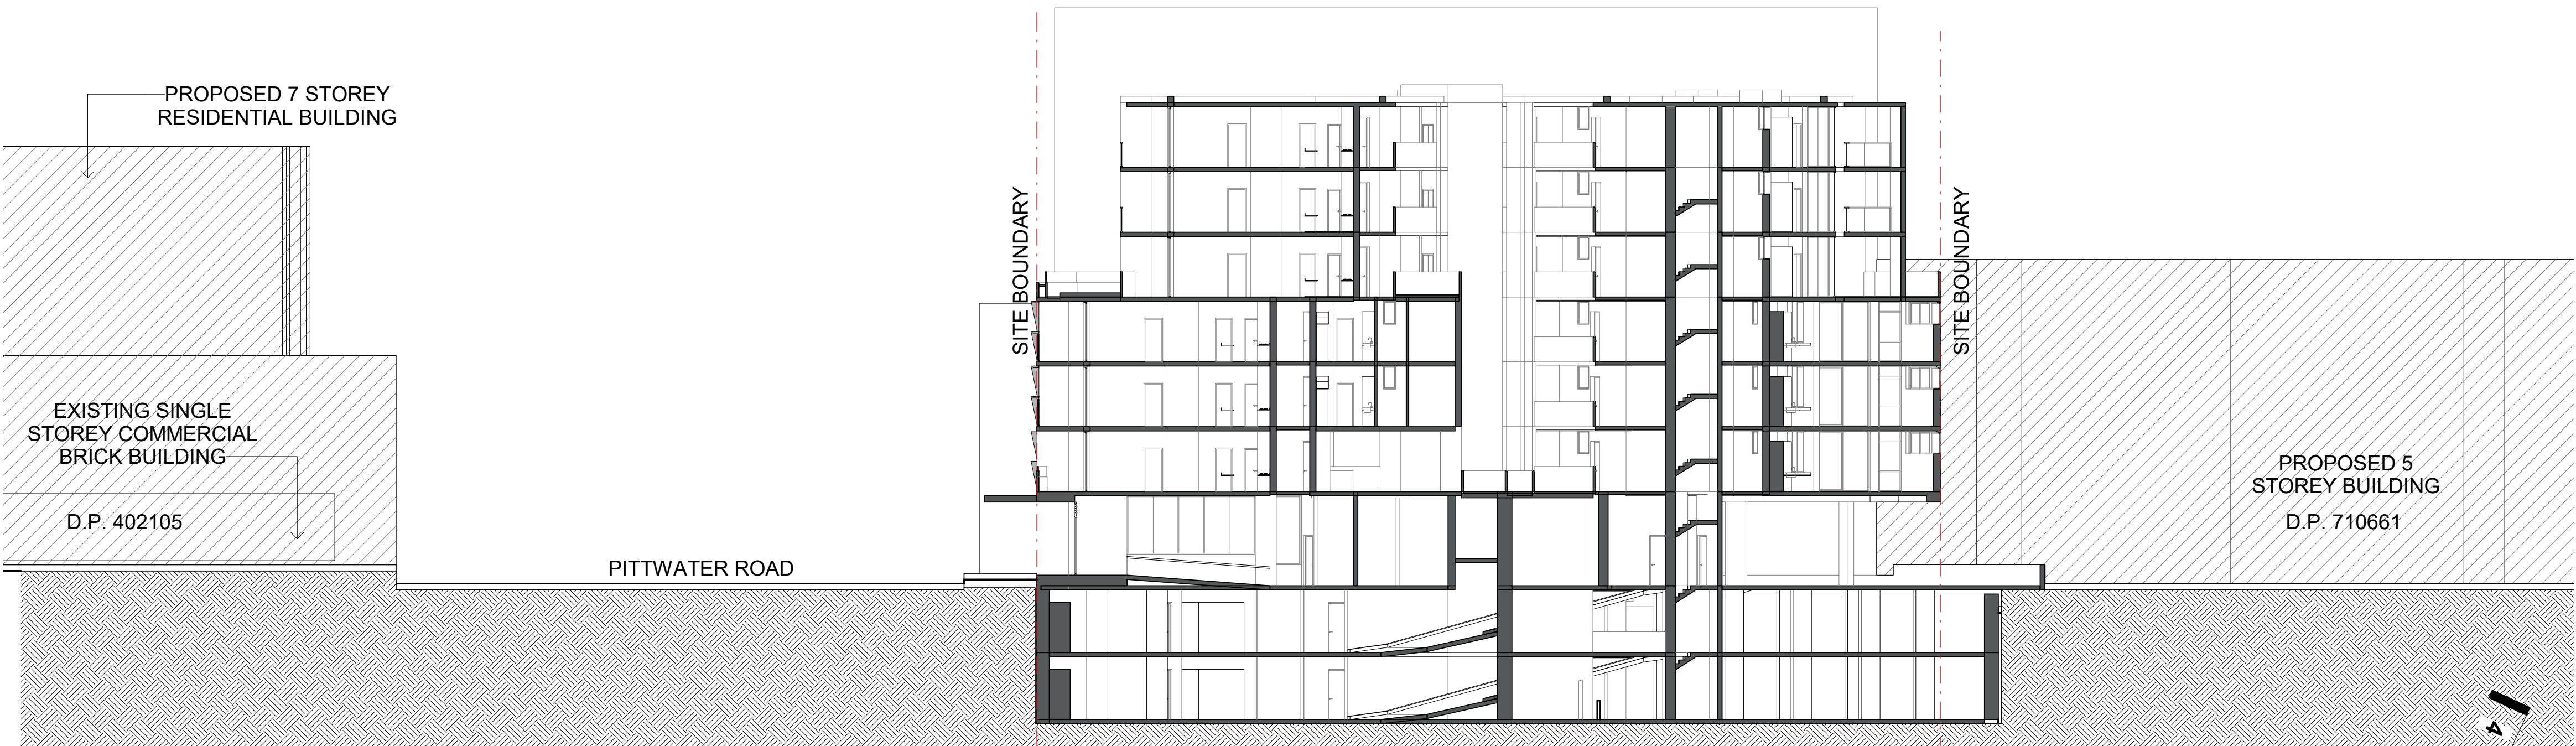 PROPOSED 7 STOREY
RESIDENTIAL BUILDING
EXISTING SINGLE
STOREY COMMERCIAL
BRICK BUILDING
D.P. 402105
PITTWATER ROAD
SITE BOUNDARY
SITE BOUNDARY
PROPOSED 5
STOREY BUILDING
D.P. 710661
4